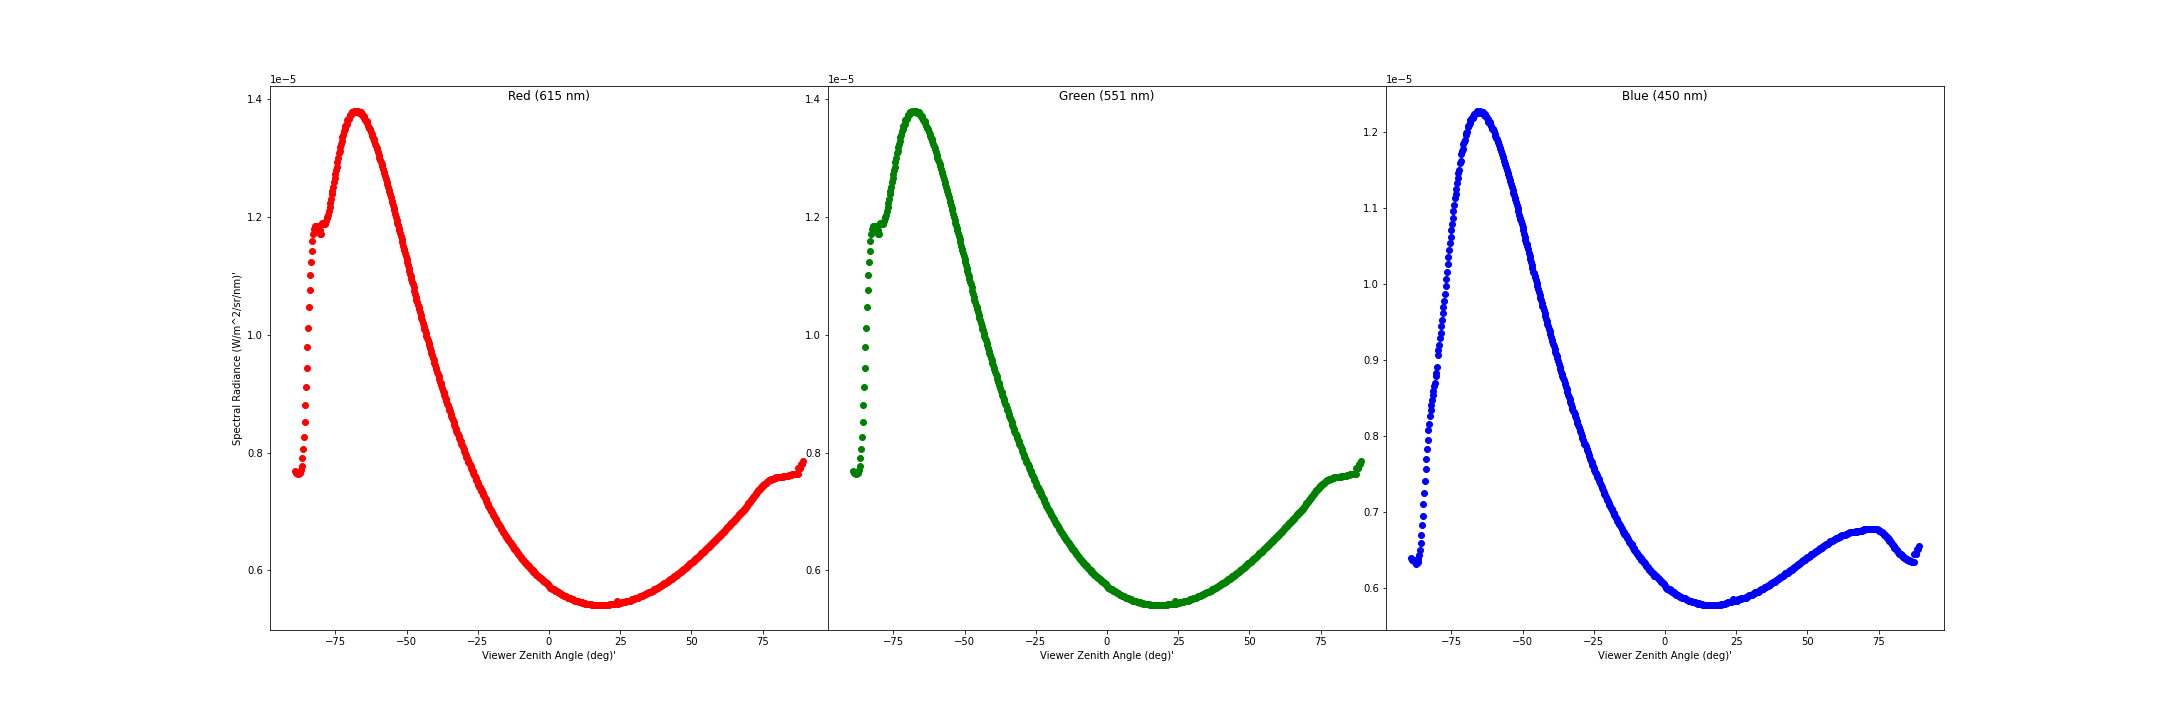 1e−5
1e−5
1e−5
Red (615 nm)
Green (551 nm)
Blue (450 nm)
Spectral Radiance (W/m^2/sr/nm)'
1.4
1.2
1.0
0.8
0.6
1.4
1.2
1.0
0.8
0.6
1.2
1.1
1.0
0.9
0.8
0.7
0.6
−75 −50 −25 0 25 50 75
−75 −50 −25 0 25 50 75
−75 −50 −25 0 25 50 75
Viewer Zenith Angle (deg)'
Viewer Zenith Angle (deg)'
Viewer Zenith Angle (deg)'